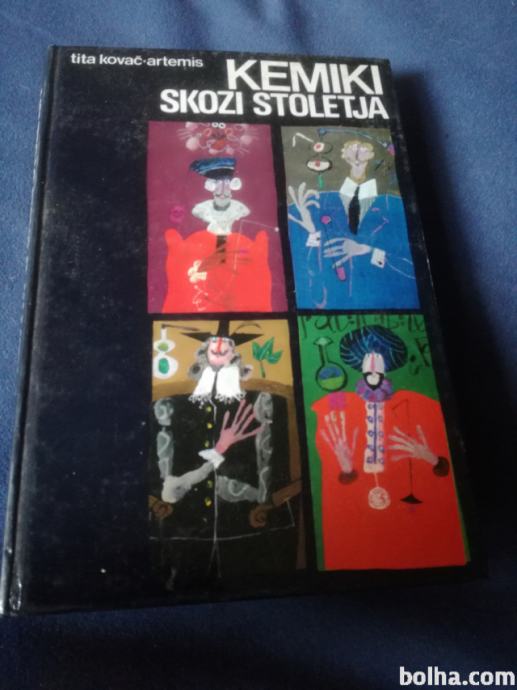 tita kovač-artemis
KEMIKI
SKOZI STOLETJA
bolha.com